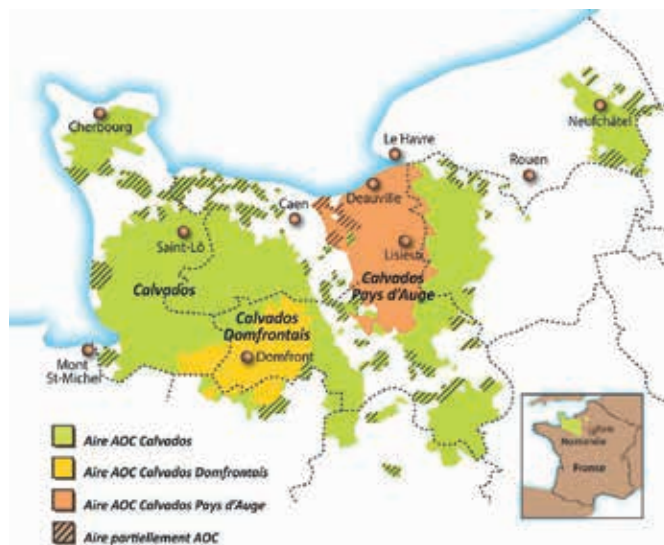 Cherbourg
Neufchâtel
Le Havre
Rouen
Deauville
Caen
Saint-Lô
Lisieux
Calvados
Calvados
Pays d'Auge
Calvados
Domfrontais
Domfront
Mont
St-Michel
Aire AOC Calvados
Aire AOC Calvados Domfrontais
Aire AOC Calvados Pays d'Auge
Aire partiellement AOC
Normandie
France